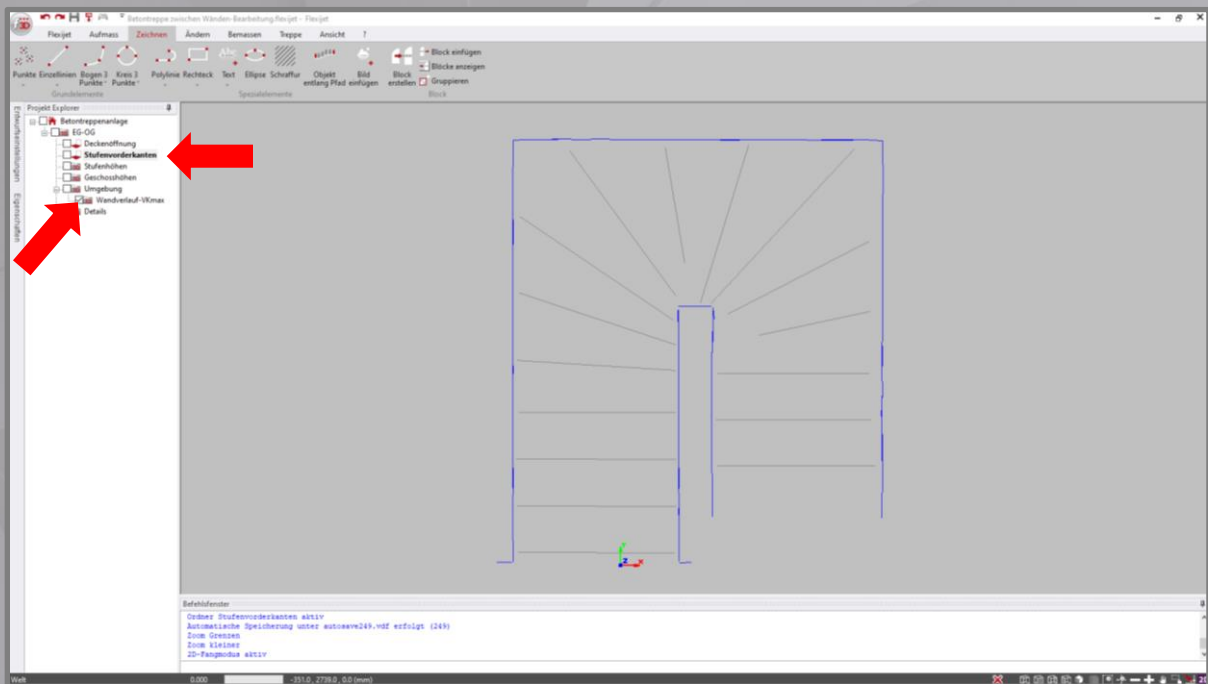 Betontreppe zwischen Wänden-Bearbeitung.flexijet - Flexijet
Flexijet Aufmass Zeichnen Ändern Bemassen Treppe Ansicht ?
Punkte Einzellinien Bogen 3 Punkte Kreis 3 Punkte Polylinie Rechteck Text Ellipse Schraffur Objekt entlang Pfad Bild einfügen Block erstellen
Block einfügen
Blöcke anzeigen
Gruppieren
Grundelemente Spezialelemente Block
Projekt Explorer
Eigenschaften
Betontreppenanlage
EG-OG
Deckenöffnung
Stufenvorderkanten
Stufenhöhen
Geschosshöhen
Umgebung
Wandverlauf-VKmax
Details
Y
Z X
Befehlsfenster
Ordner Stufenvorderkanten aktiv
Automatische Speicherung unter autosave249.vdf erfolgt (249)
Zoom Grenzen
Zoom kleiner
2D-Fangmodus aktiv
Welt 0.000 -351.0, 2739.0, 0.0 (mm) 2D